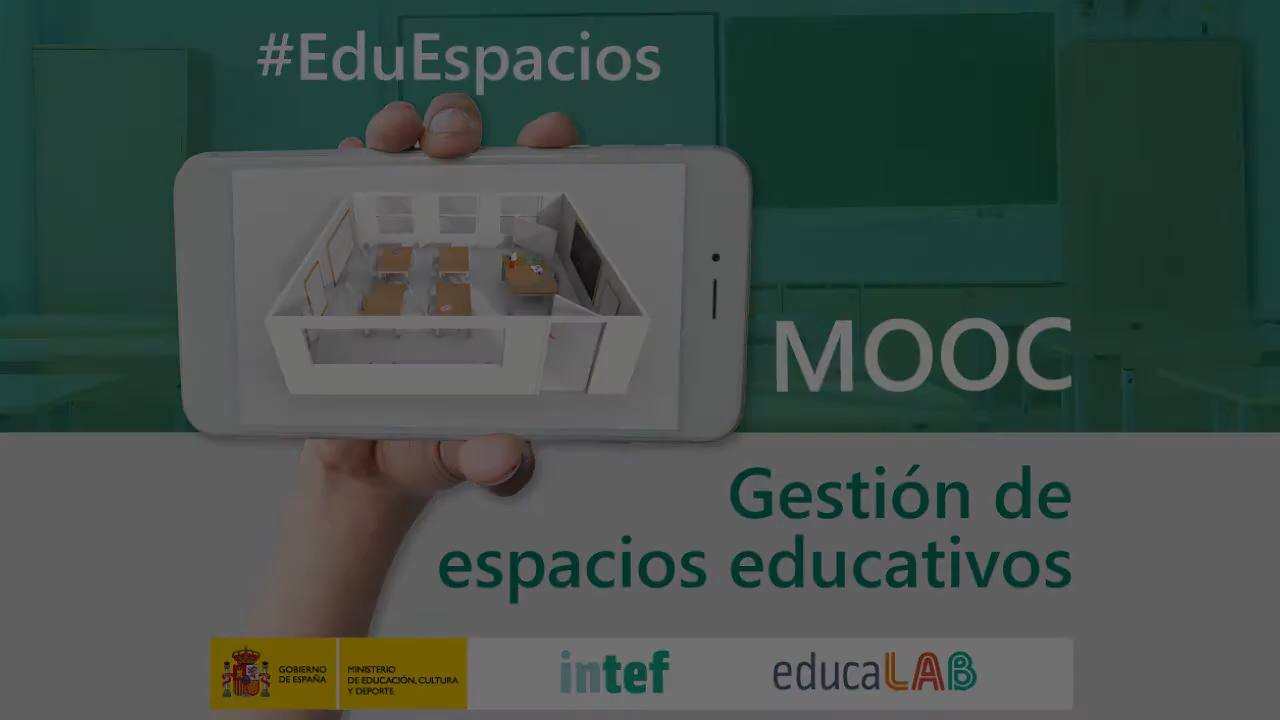 #EduEspacios
MOOC
Gestión de
espacios educativos
GOBIERNO
DE ESPAÑA
MINISTERIO
DE EDUCACIÓN, CULTURA
Y DEPORTE
intef
educaLAB